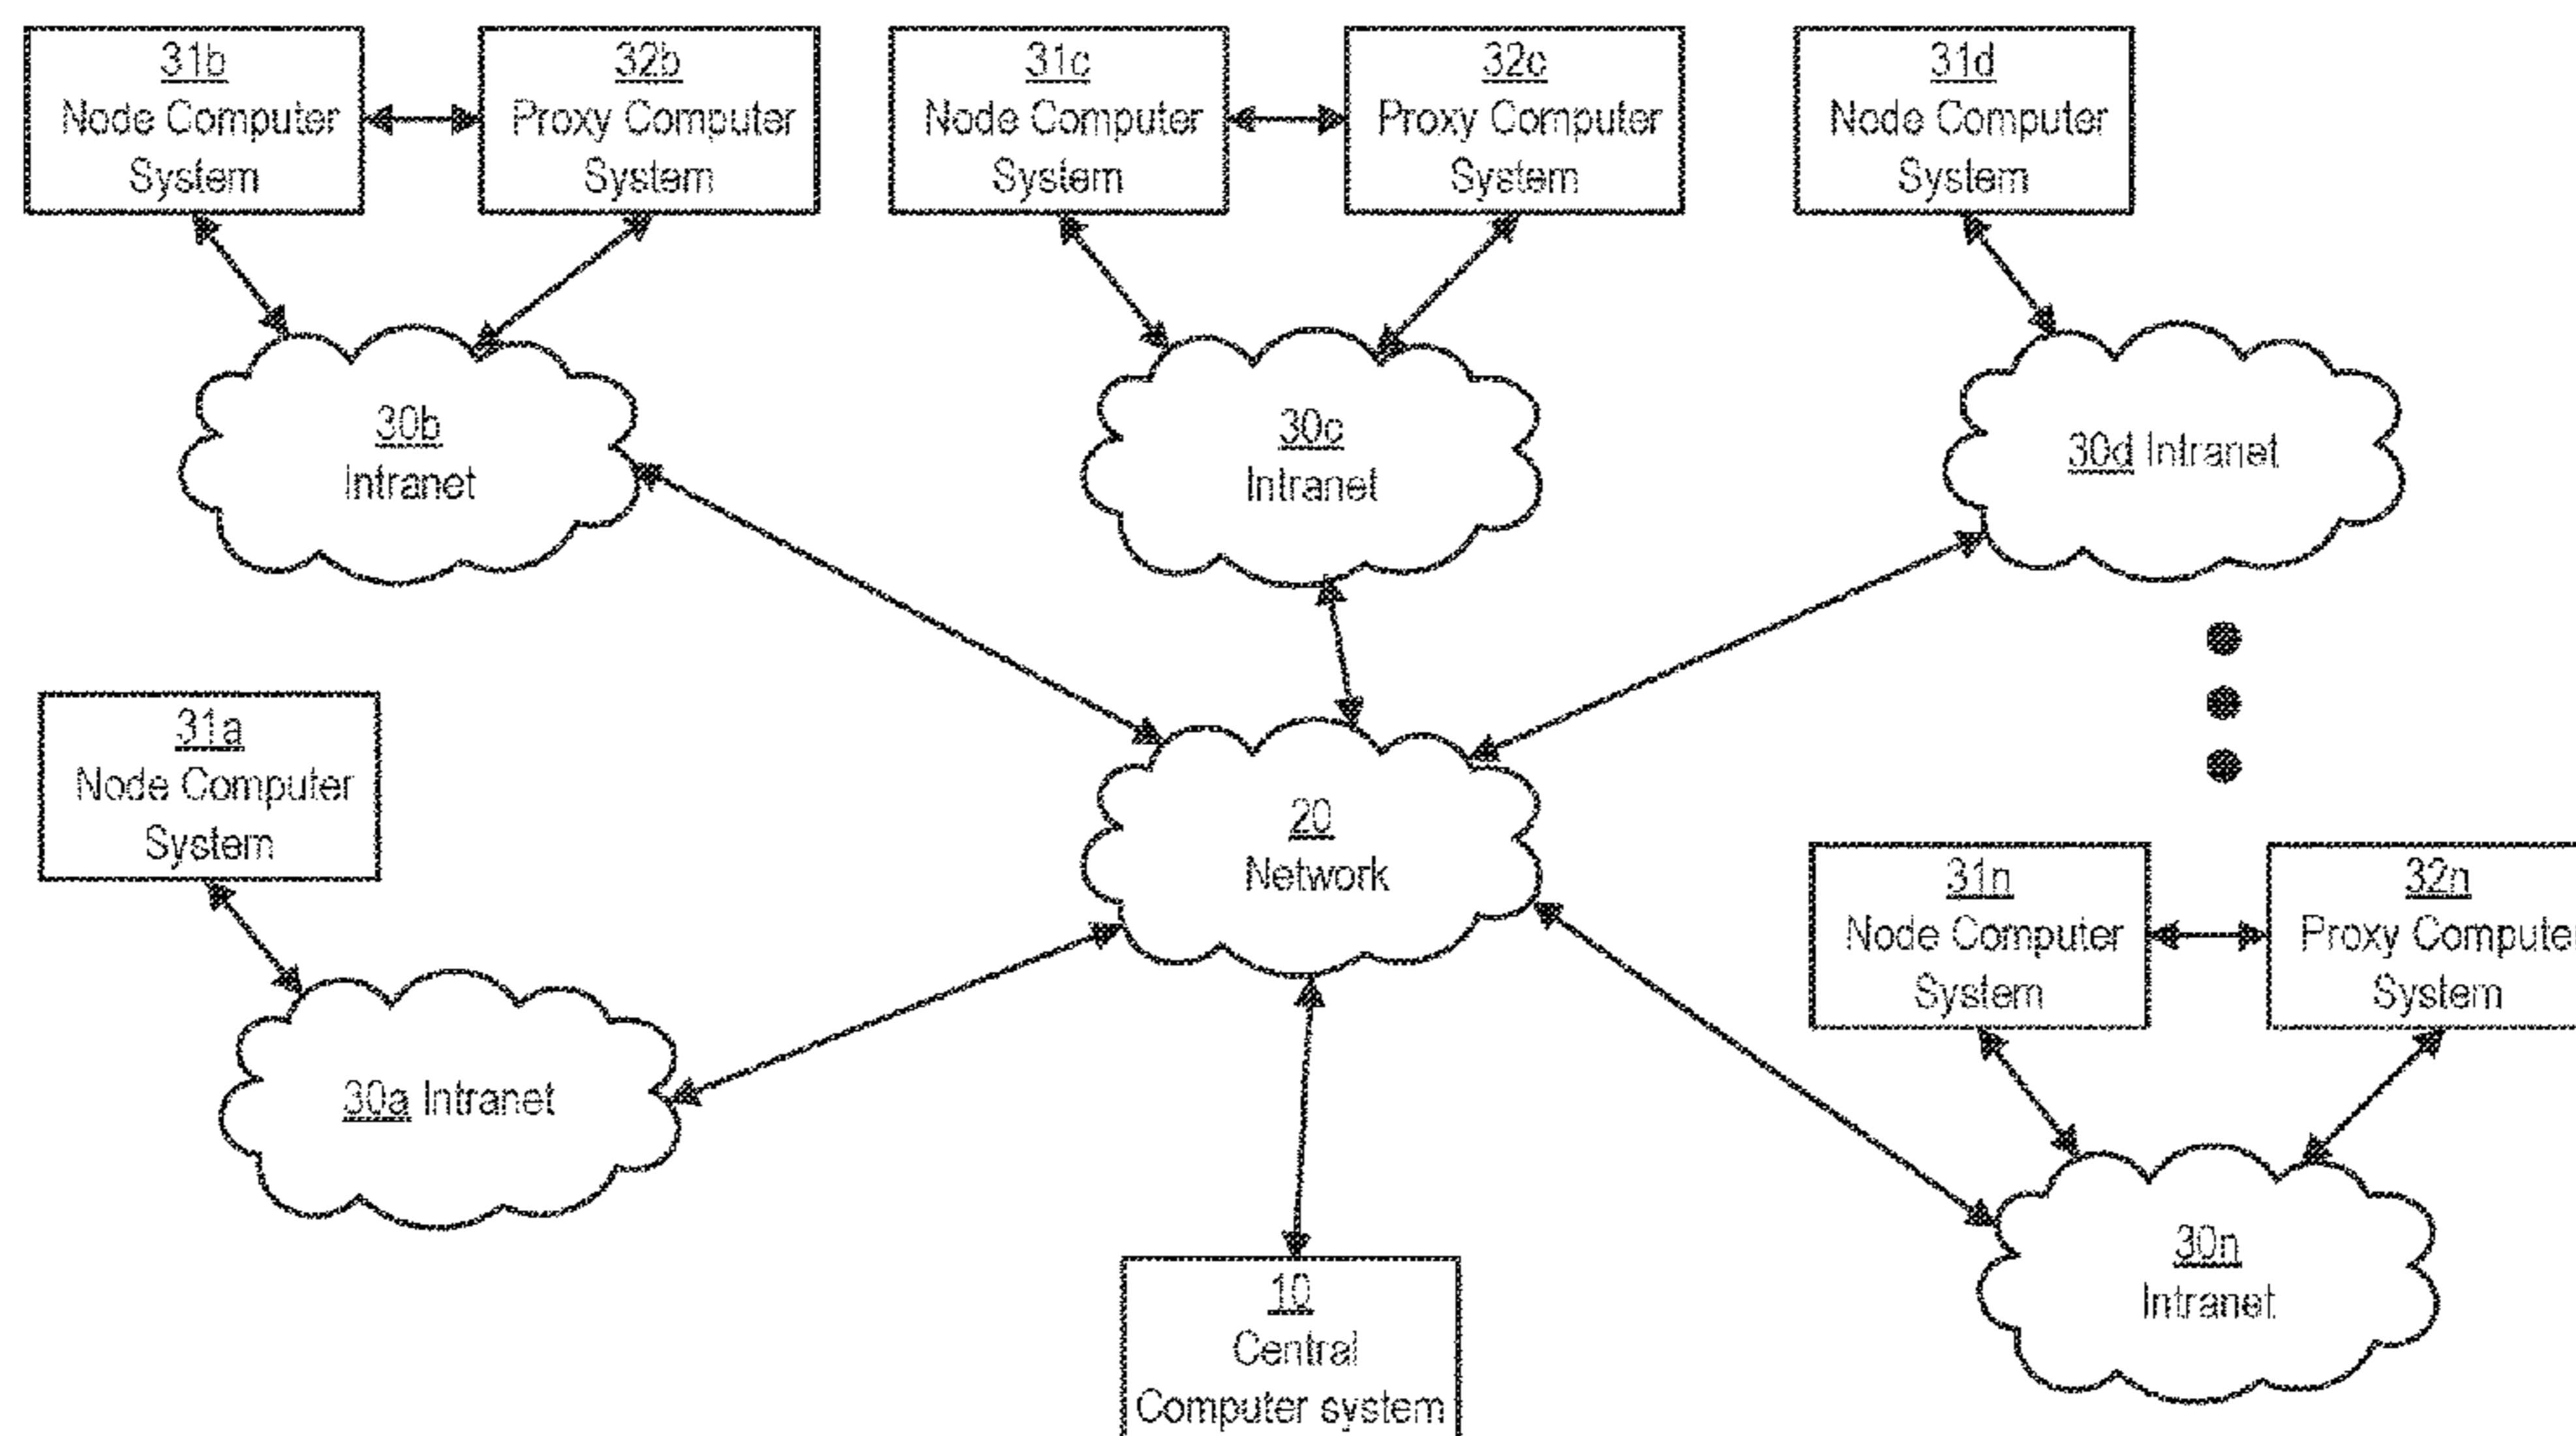 31b
Node Computer
System
32b
Proxy Computer
System
31c
Node Computer
System
32c
Proxy Computer
System
31d
Node Computer
System
30b
Intranet
30c
Intranet
30d Intranet
31a
Node Computer
System
20
Network
31n
Node Computer
System
32n
Proxy Computer
System
30a Intranet
30n
Intranet
10
Central
Computer system